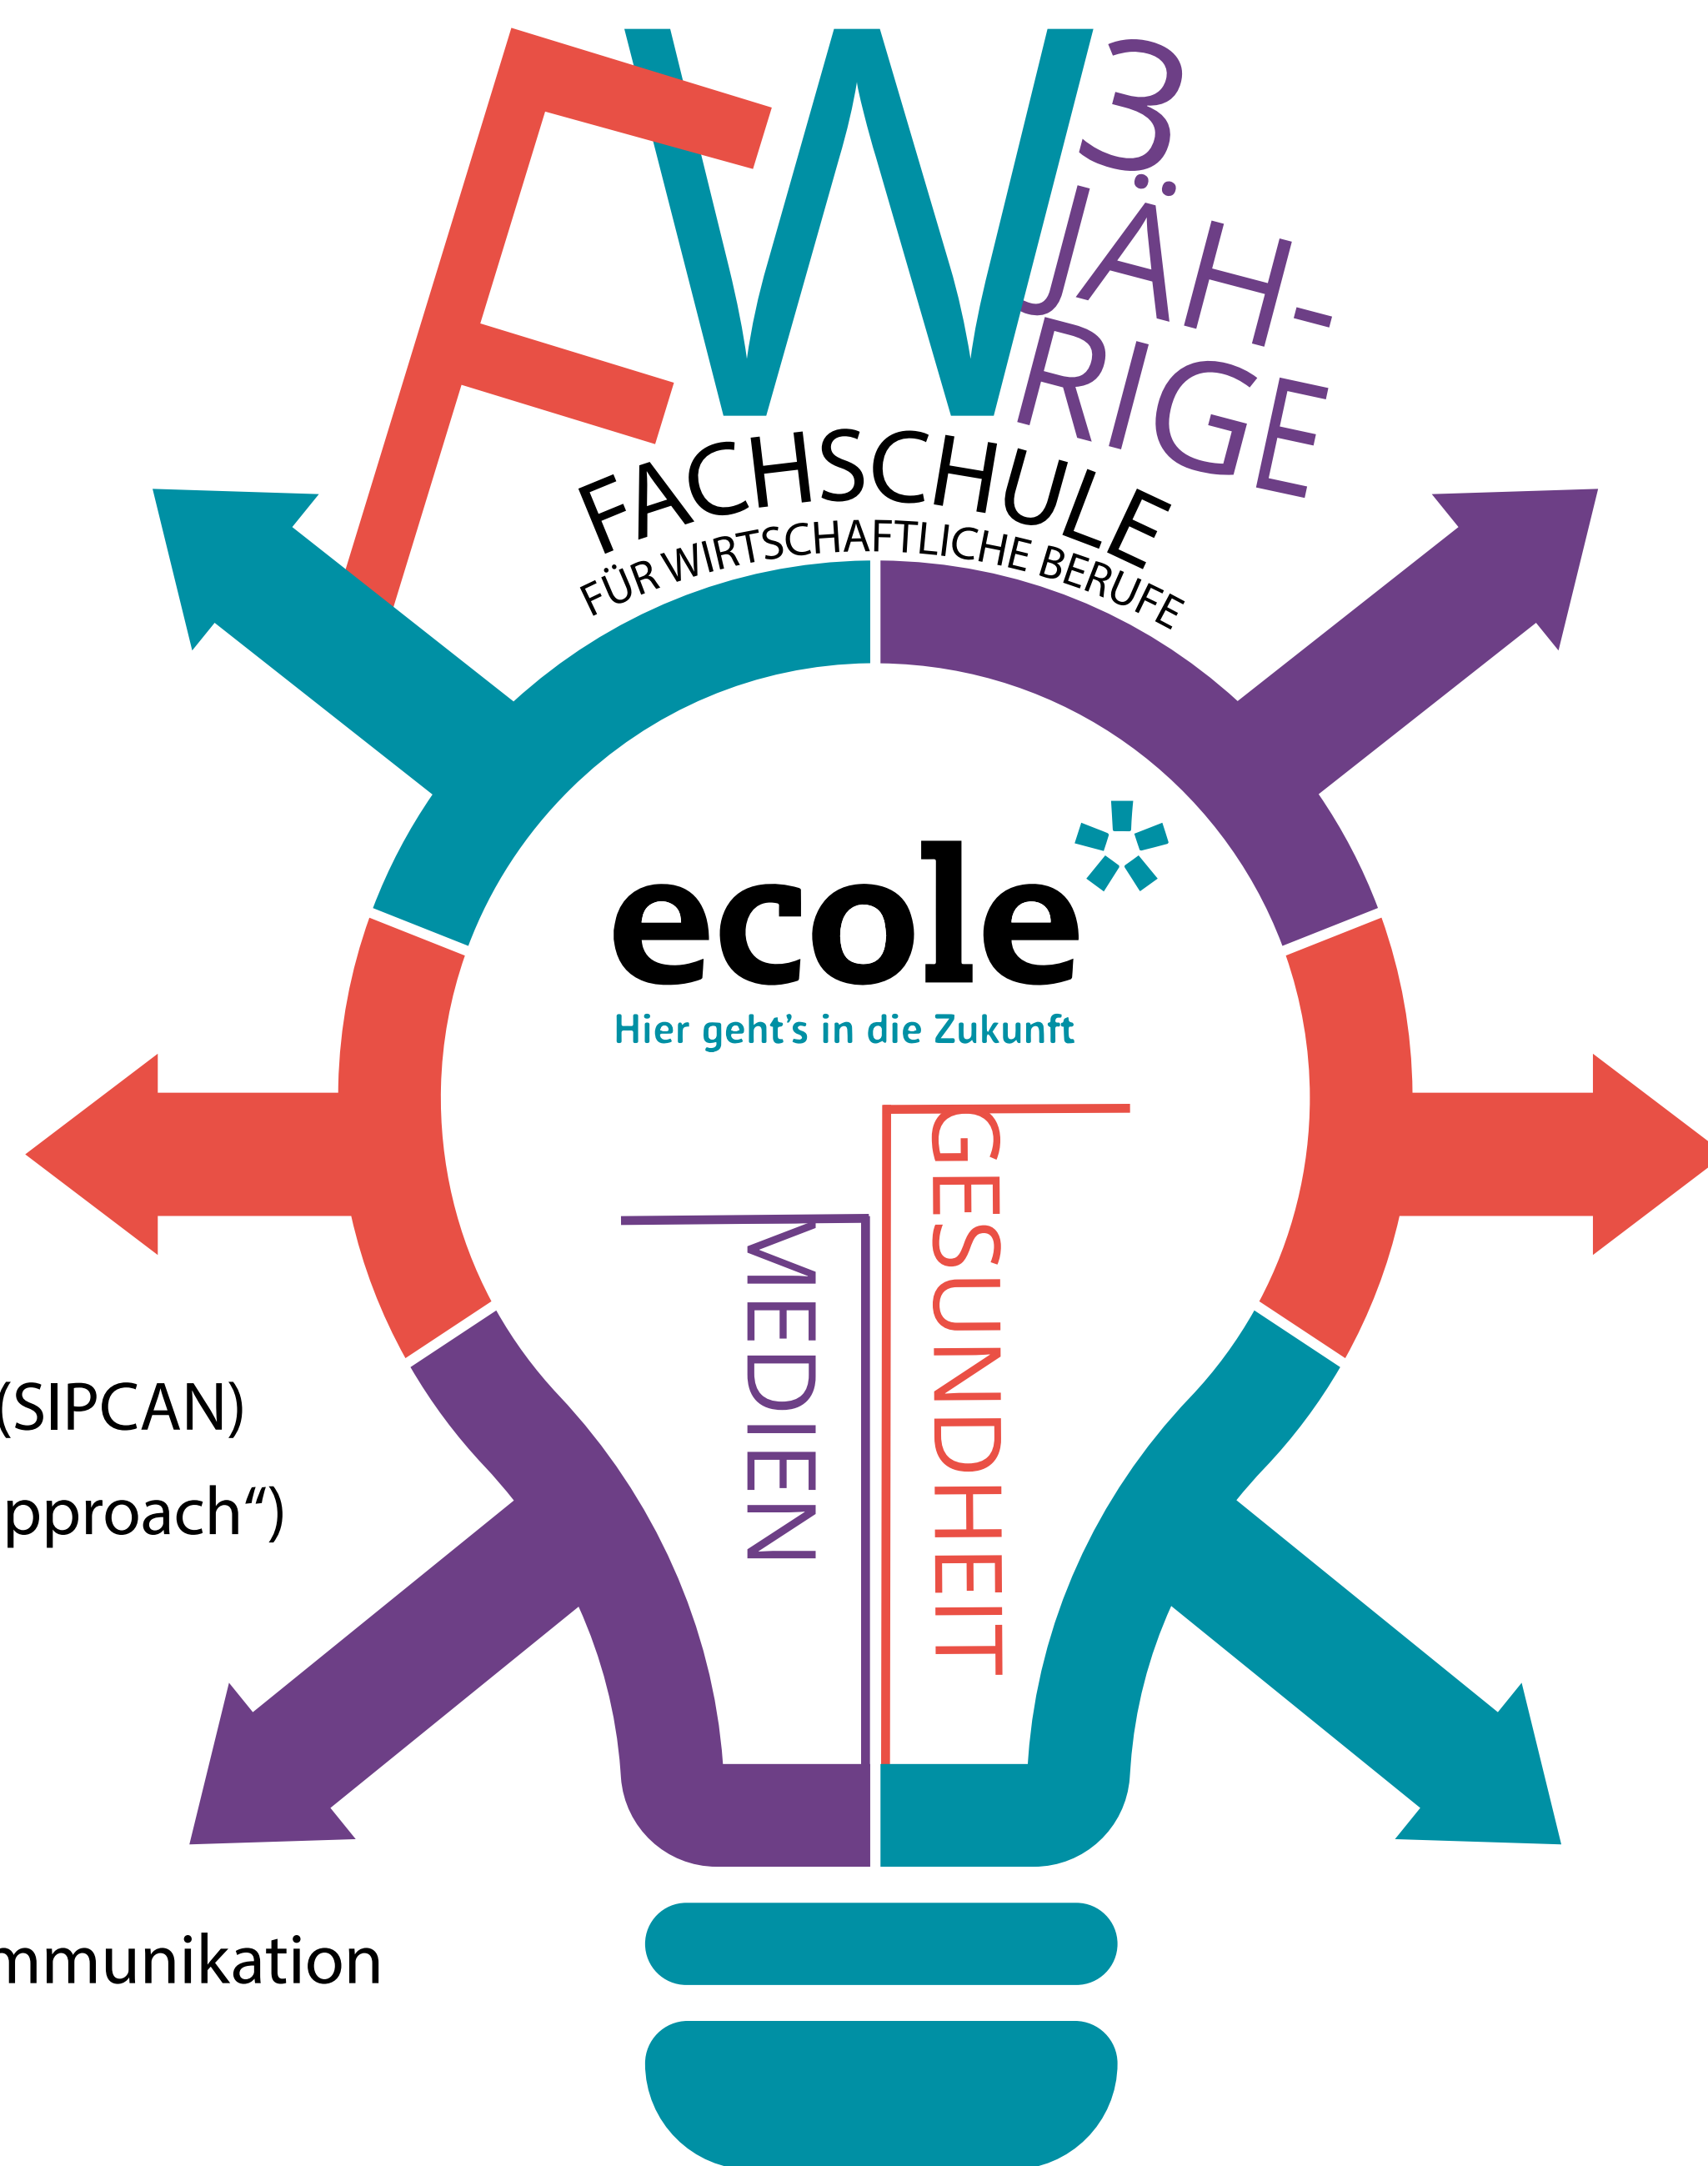 FW
3
JÄH-
RIGE
FACHSCHULE
FÜR WIRTSCHAFTLICHE BERUFE
ecole
Hier geht's in die Zukunft
MEDIEN
GESUNDHEIT
(SIPCAN)
pproach“)
mmunikation